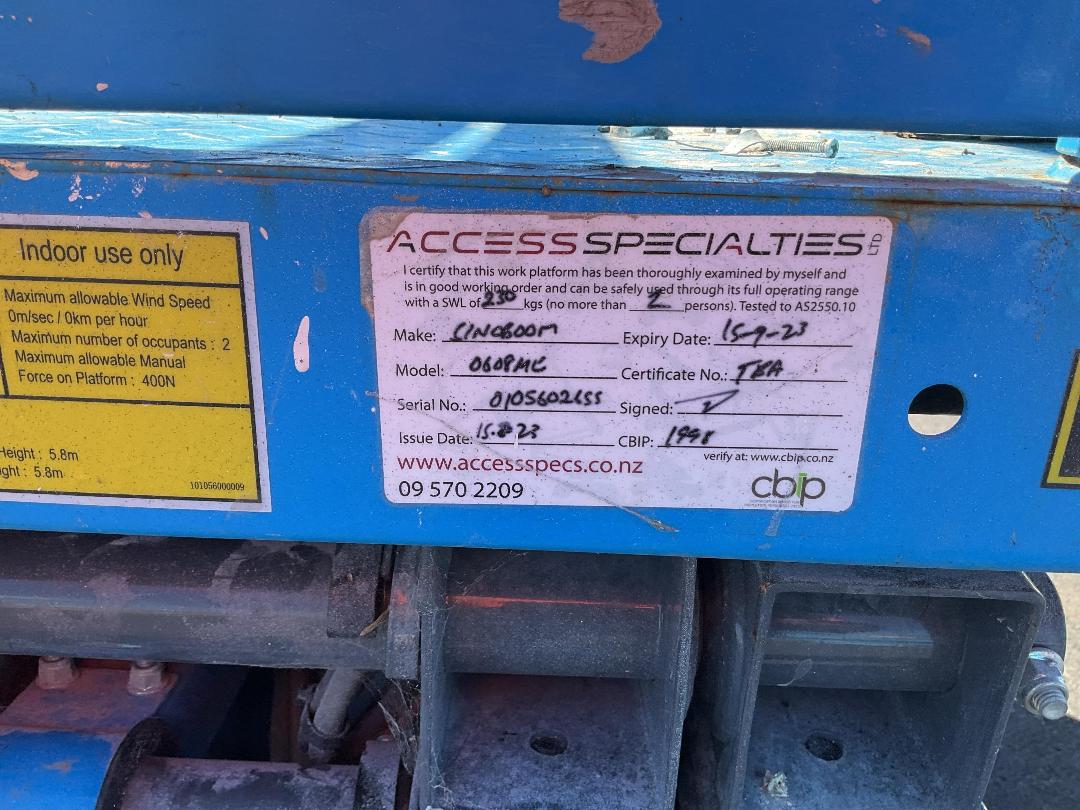 Indoor use only
Maximum allowable Wind Speed
0m/sec / 0km per hour
Maximum number of occupants : 2
Maximum allowable Manual
Force on Platform : 400N
Height : 5.8m
ght : 5.8m
101056000009
ACCESS SPECIALTIES LTD
I certify that this work platform has been thoroughly examined by myself and
is in good working order and can be safely used through its full operating range
with a SWL of 230 kgs (no more than 2 persons). Tested to AS2550.10
Make: SINOBOOM
Expiry Date: 15-9-23
Model: 0608ME
Certificate No.: TBA
Serial No.:
Signed:
Issue Date: 15.8.23
CBIP: 1998
verify at: www.cbip.co.nz
www.accessspecs.co.nz
09 570 2209
cbip